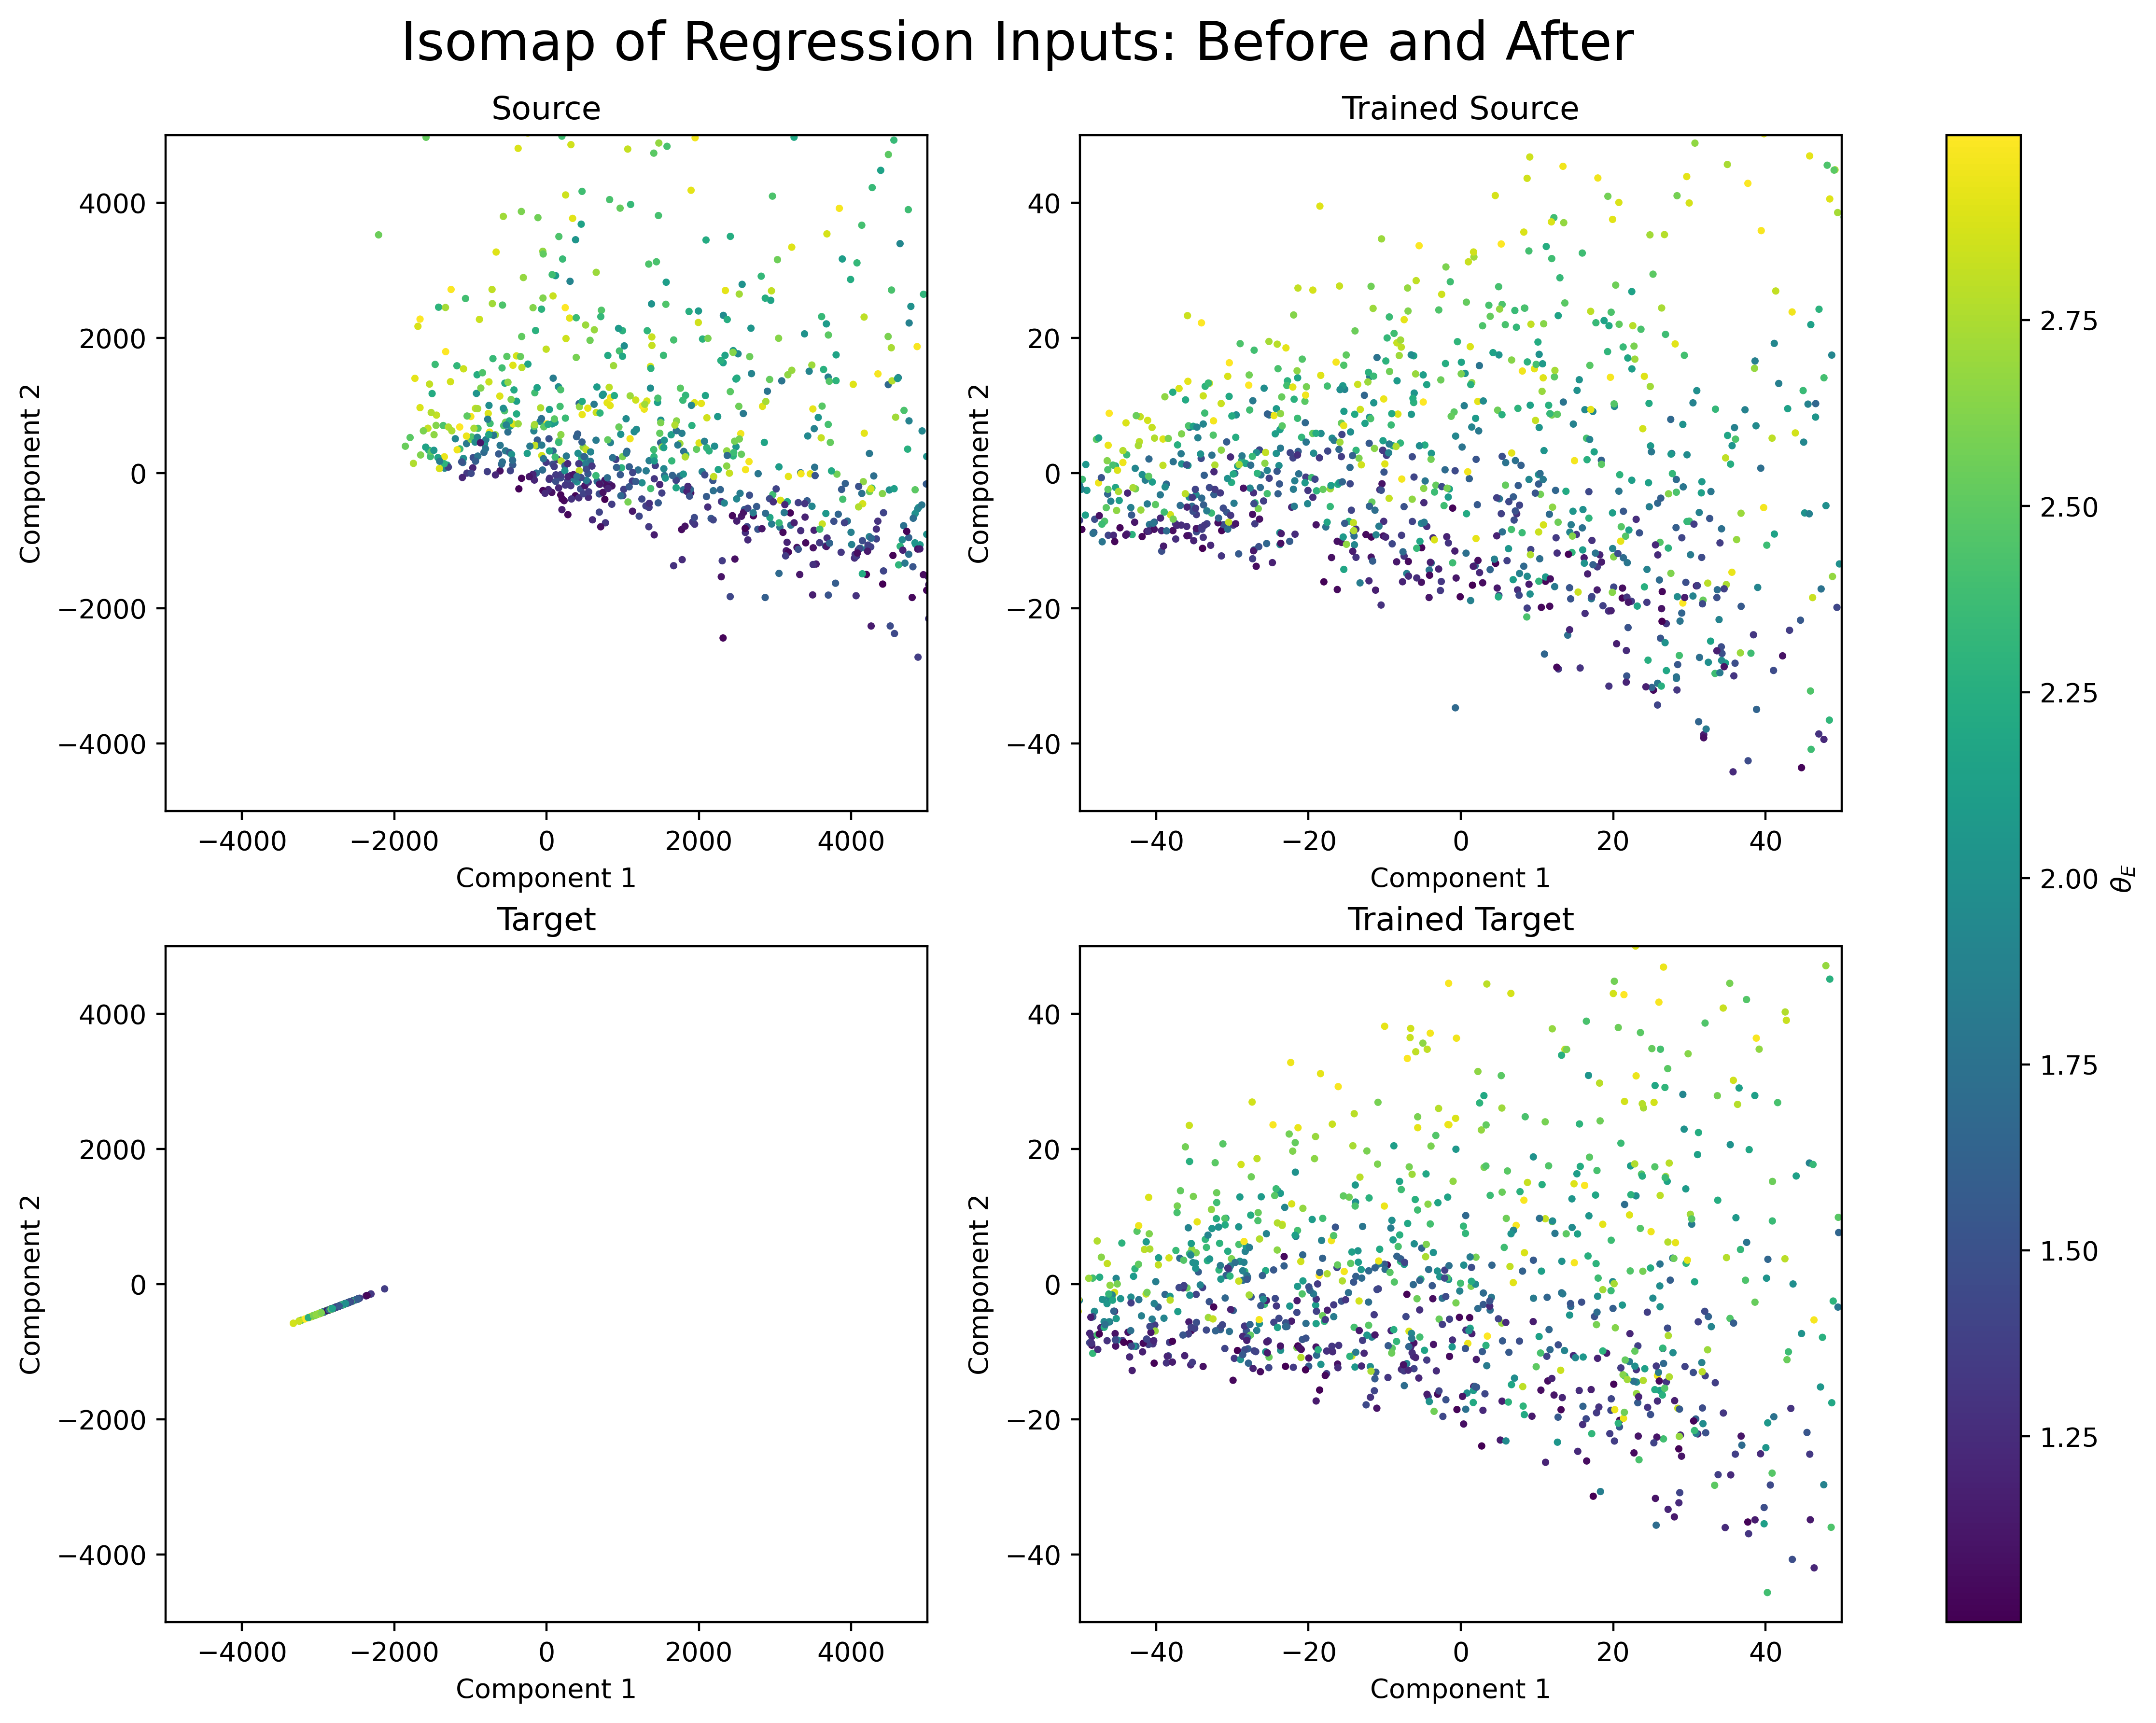 Isomap of Regression Inputs: Before and After
Source
Trained Source
4000
2000
0
−2000
−4000
Component 2
−4000 −2000 0 2000 4000
Component 1
40
20
0
−20
−40
Component 2
−40 −20 0 20 40
Component 1
Target
Trained Target
4000
2000
0
−2000
−4000
Component 2
−4000 −2000 0 2000 4000
Component 1
40
20
0
−20
−40
Component 2
−40 −20 0 20 40
Component 1
2.75
2.50
2.25
2.00
1.75
1.50
1.25
θ_E